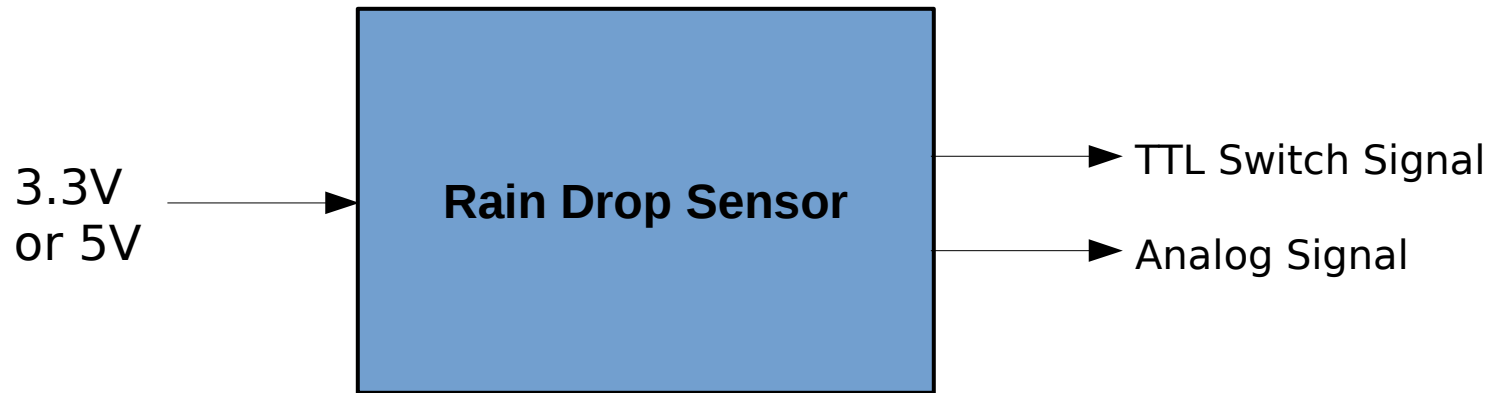 3.3V
or 5V
Rain Drop Sensor
TTL Switch Signal
Analog Signal